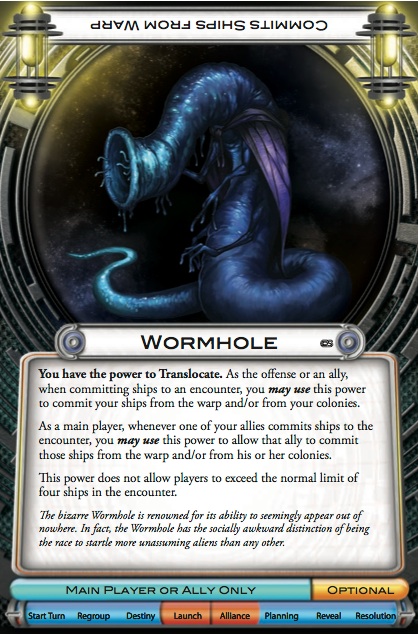 Commits Ships from Warp
Wormhole
You have the power to Translocate. As the offense or an ally,
when committing ships to an encounter, you may use this power
to commit your ships from the warp and/or from your colonies.
As a main player, whenever one of your allies commits ships to the
encounter, you may use this power to allow that ally to commit
those ships from the warp and/or from his or her colonies.
This power does not allow players to exceed the normal limit of
four ships in the encounter.
The bizarre Wormhole is renowned for its ability to seemingly appear out of
nowhere. In fact, the Wormhole has the socially awkward distinction of being
the race to startle more unassuming aliens than any other.
Main Player or Ally Only Optional
Start Turn Regroup Destiny Launch Alliance Planning Reveal Resolution